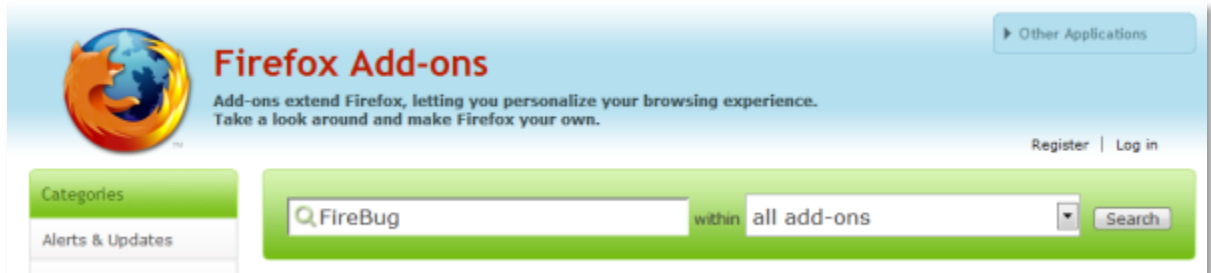 Other Applications
Firefox Add-ons
Add-ons extend Firefox, letting you personalize your browsing experience.
Take a look around and make Firefox your own.
TM
Register | Log in
Categories
FireBug within all add-ons Search
Alerts & Updates